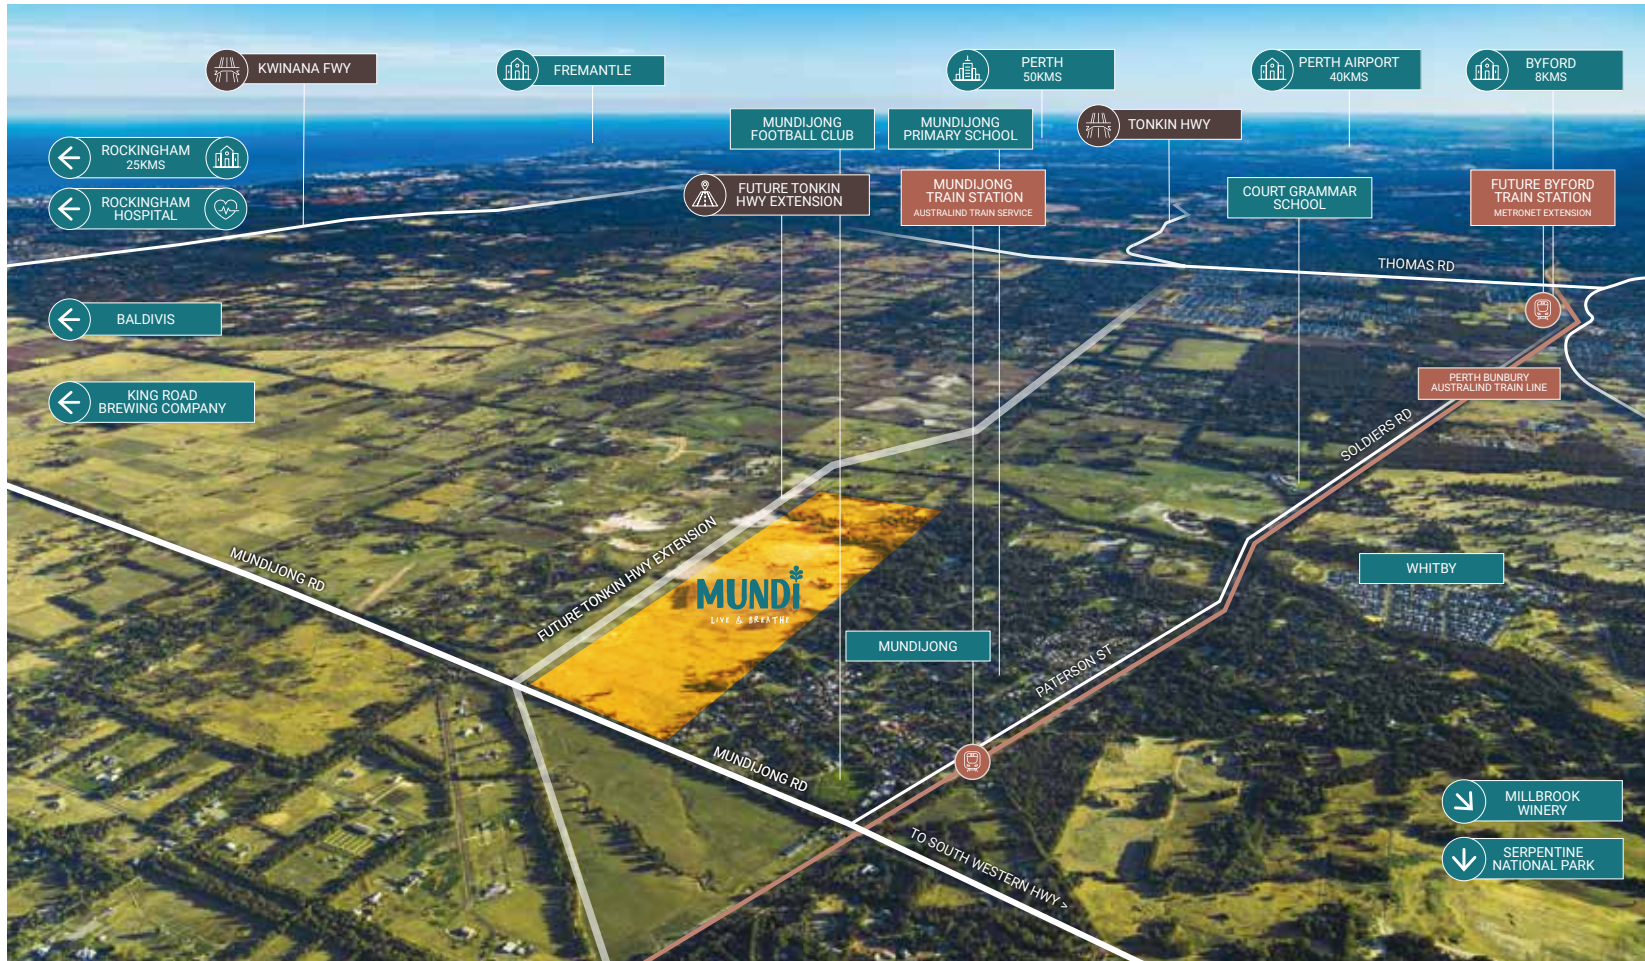 KWINANA FWY
FREMANTLE
PERTH
50KMS
PERTH AIRPORT
40KMS
BYFORD
8KMS
MUNDIJONG
FOOTBALL CLUB
MUNDIJONG
PRIMARY SCHOOL
TONKIN HWY
ROCKINGHAM
25KMS
ROCKINGHAM
HOSPITAL
FUTURE TONKIN
HWY EXTENSION
MUNDIJONG
TRAIN STATION
AUSTRALIND TRAIN SERVICE
COURT GRAMMAR
SCHOOL
FUTURE BYFORD
TRAIN STATION
METRONET EXTENSION
THOMAS RD
BALDIVIS
PERTH BUNBURY
AUSTRALIND TRAIN LINE
KING ROAD
BREWING COMPANY
SOLDIERS RD
MUNDIJONG RD
FUTURE TONKIN HWY EXTENSION
MUNDI
LIVE & BREATHE
WHITBY
MUNDIJONG
PATERSON ST
MUNDIJONG RD
TO SOUTH WESTERN HWY >
MILLBROOK
WINERY
SERPENTINE
NATIONAL PARK